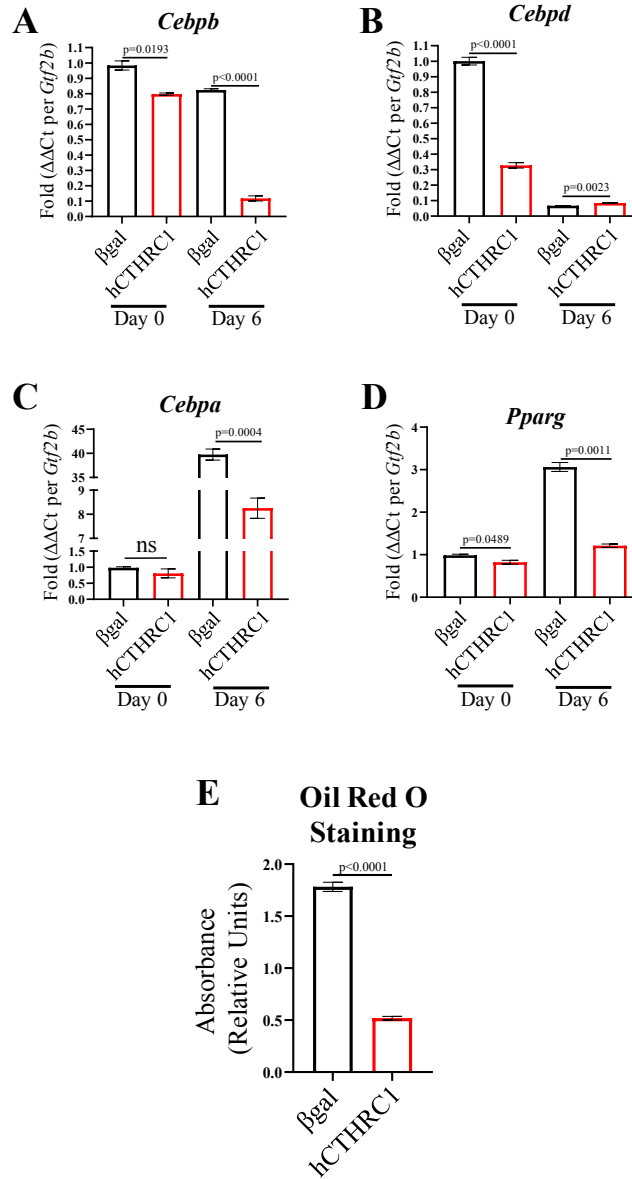 A
Cebpb
Fold (ΔΔCt per Gtf2b)
1.1
1.0
0.9
0.8
0.7
0.6
0.5
0.4
0.3
0.2
0.1
0.0
p=0.0193
p<0.0001
βgal
hCTHRC1
βgal
hCTHRC1
Day 0
Day 6
B
Cebpd
Fold (ΔΔCt per Gtf2b)
1.1
1.0
0.9
0.8
0.7
0.6
0.5
0.4
0.3
0.2
0.1
0.0
p<0.0001
p=0.0023
βgal
hCTHRC1
βgal
hCTHRC1
Day 0
Day 6
C
Cebpa
Fold (ΔΔCt per Gtf2b)
45
40
35
30
8
6
7
1.5
1.0
0.5
0.0
ns
p=0.0004
βgal
hCTHRC1
βgal
hCTHRC1
Day 0
Day 6
D
Pparg
Fold (ΔΔCt per Gtf2b)
4
3
2
1
0
p=0.0489
p=0.0011
βgal
hCTHRC1
βgal
hCTHRC1
Day 0
Day 6
E
Oil Red O
Staining
Absorbance
(Relative Units)
2.0
1.5
1.0
0.5
0.0
p<0.0001
βgal
hCTHRC1